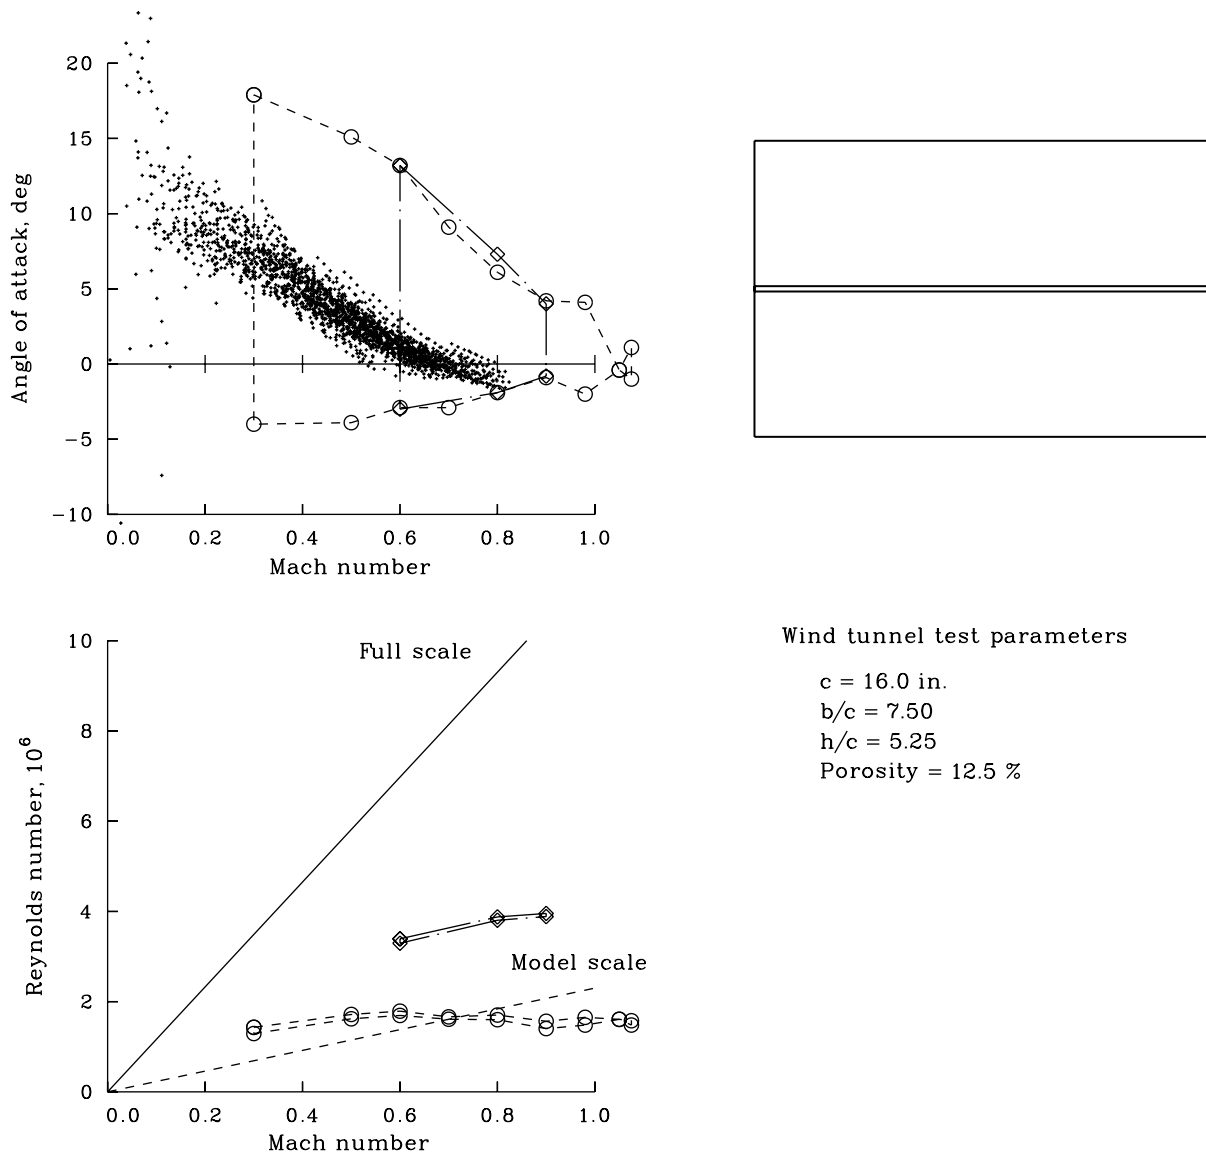 20
15
10
5
0
−5
−10
Angle of attack, deg
0.0 0.2 0.4 0.6 0.8 1.0
Mach number
10
8
6
4
2
0
Reynolds number, 10⁶
Full scale
Model scale
0.0 0.2 0.4 0.6 0.8 1.0
Mach number
Wind tunnel test parameters
c = 16.0 in.
b/c = 7.50
h/c = 5.25
Porosity = 12.5 %